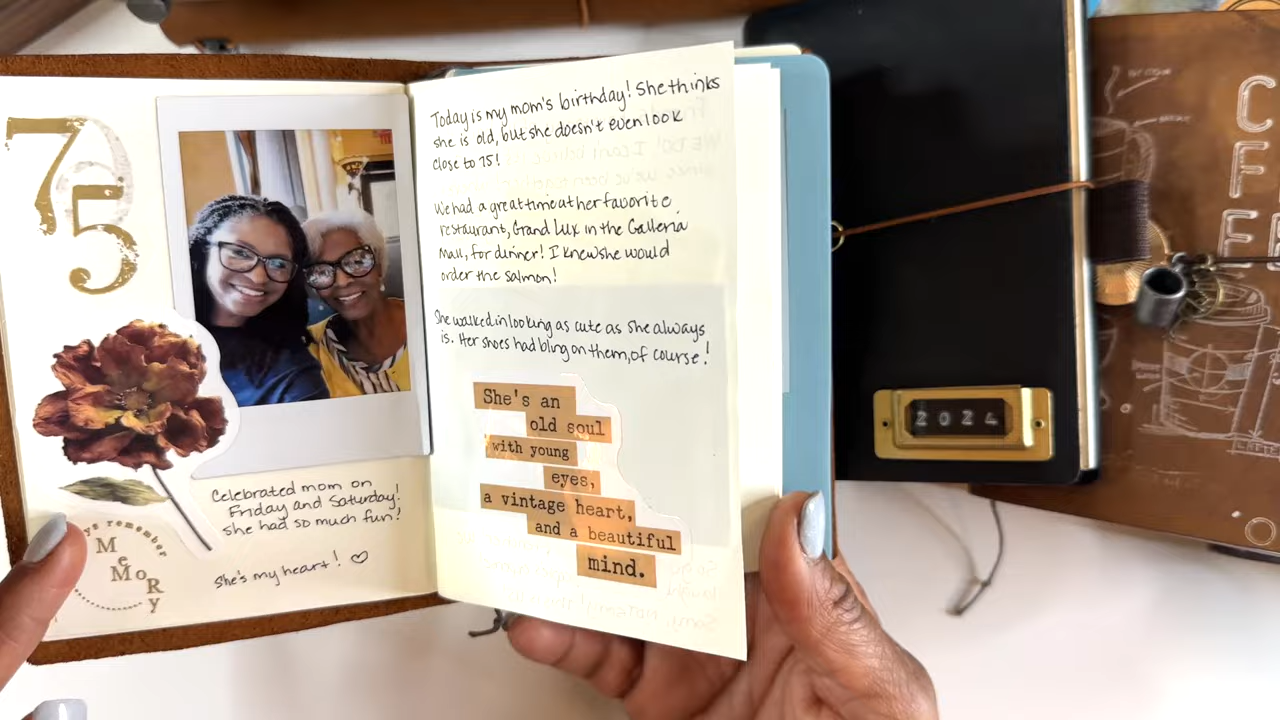 75
Celebrated mom on
Friday and Saturday!
She had so much fun!
She's my heart! ♡
remember
MeMoRy
Today is my mom's birthday! She thinks
she is old, but she doesn't even look
close to 75!
We had a great time at her favorite
restaurant, Grand Lux in the Galleria
Mall, for dinner! I knew she would
order the salmon!
She walked in looking as cute as she always
is. Her shoes had bling on them, of course!
She's an
old soul
with young
eyes,
a vintage heart,
and a beautiful
mind.
2024